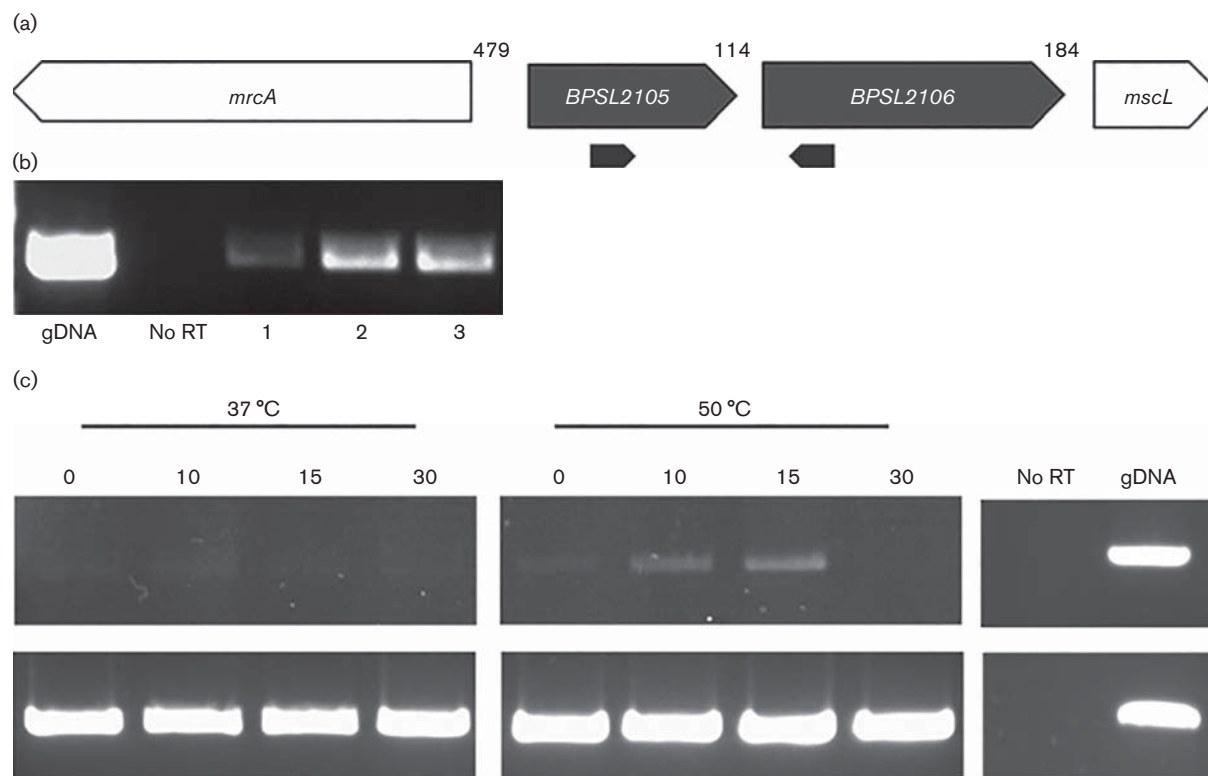 (a)
479 114 184
mrcA BPSL2105 BPSL2106 mscL
(b)
gDNA No RT 1 2 3
(c)
37 °C 50 °C
0 10 15 30 0 10 15 30 No RT gDNA